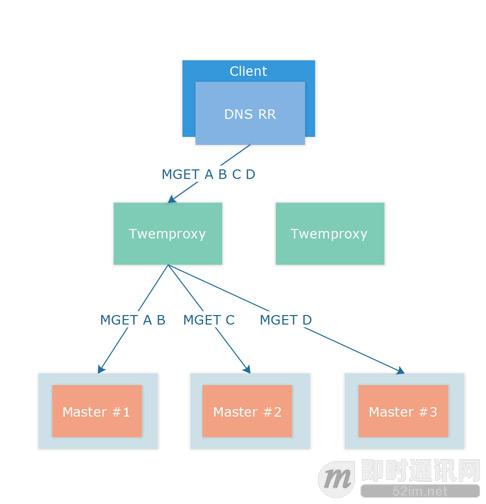 Client
DNS RR
MGET A B C D
Twemproxy
Twemproxy
MGET A B
MGET C
MGET D
Master #1
Master #2
Master #3
m
即时通讯网
52im.net